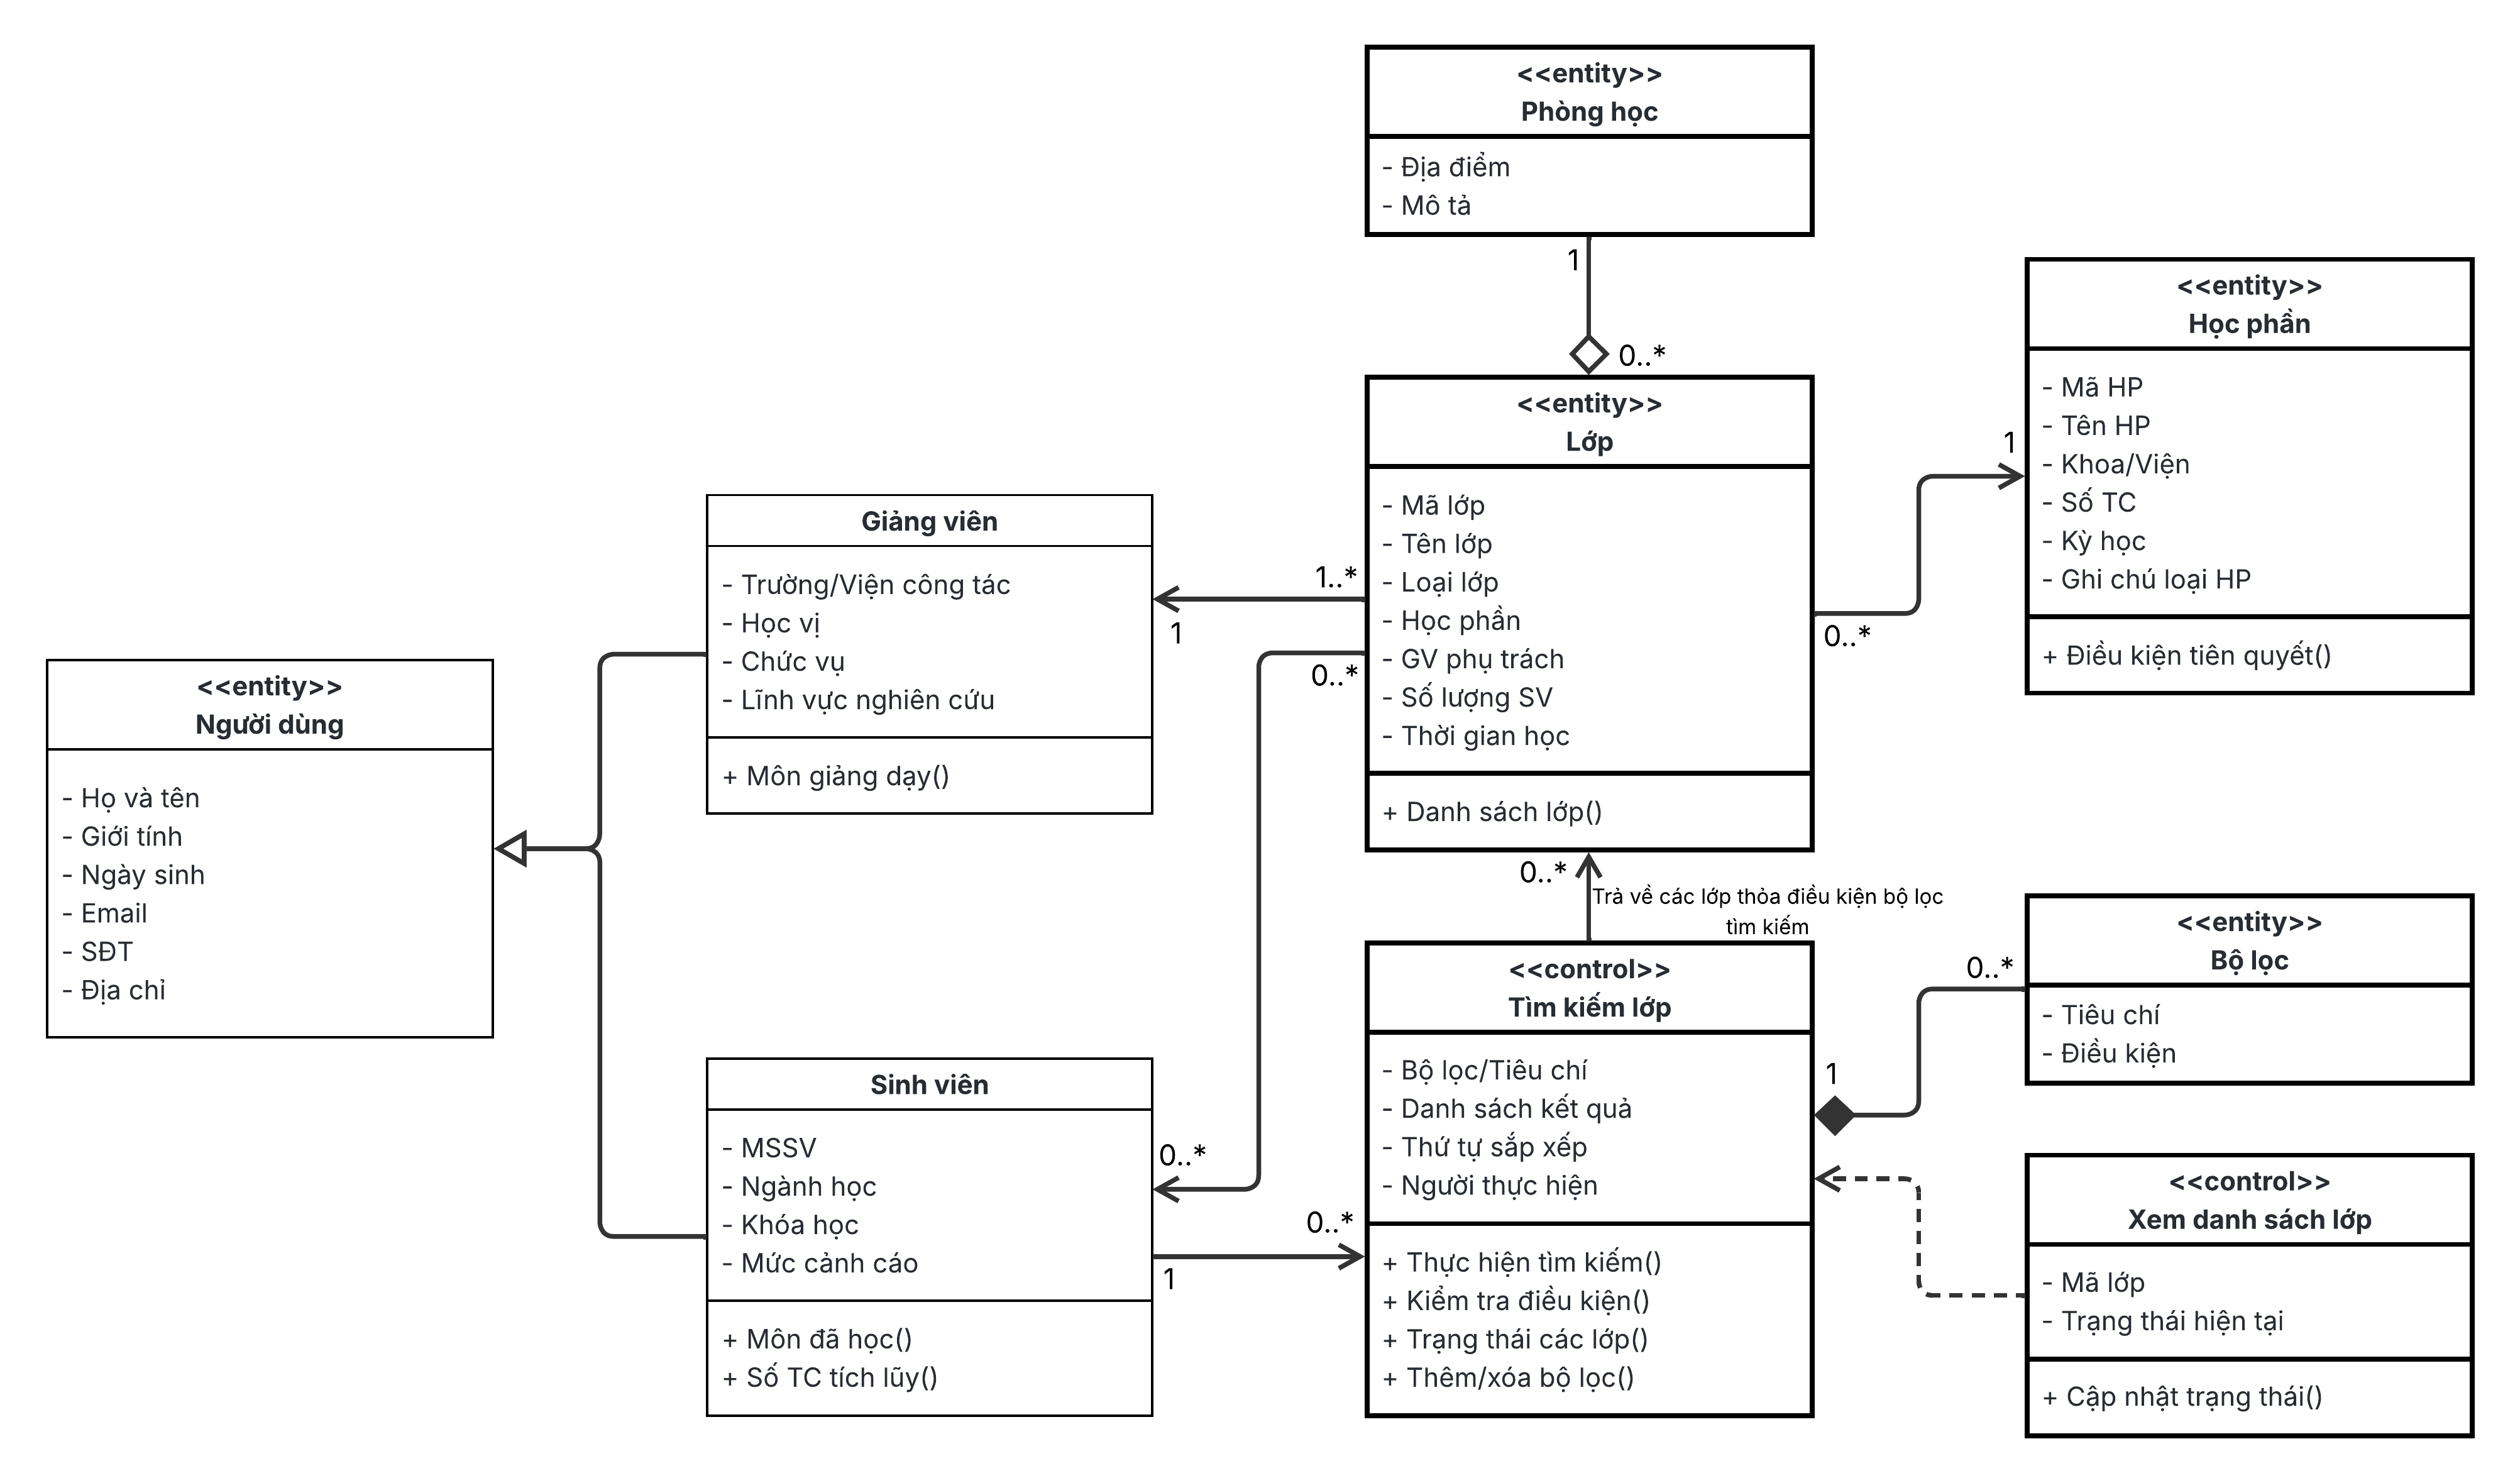 <<entity>>
Phòng học
- Địa điểm
- Mô tả
1
0..*
<<entity>>
Học phần
- Mã HP
- Tên HP
- Khoa/Viện
- Số TC
- Kỳ học
- Ghi chú loại HP
+ Điều kiện tiên quyết()
1
0..*
<<entity>>
Lớp
- Mã lớp
- Tên lớp
- Loại lớp
- Học phần
- GV phụ trách
- Số lượng SV
- Thời gian học
+ Danh sách lớp()
1..*
1
0..*
Giảng viên
- Trường/Viện công tác
- Học vị
- Chức vụ
- Lĩnh vực nghiên cứu
+ Môn giảng dạy()
<<entity>>
Người dùng
- Họ và tên
- Giới tính
- Ngày sinh
- Email
- SĐT
- Địa chỉ
0..*
Trả về các lớp thỏa điều kiện bộ lọc
tìm kiếm
<<entity>>
Bộ lọc
- Tiêu chí
- Điều kiện
0..*
1
<<control>>
Tìm kiếm lớp
- Bộ lọc/Tiêu chí
- Danh sách kết quả
- Thứ tự sắp xếp
- Người thực hiện
+ Thực hiện tìm kiếm()
+ Kiểm tra điều kiện()
+ Trạng thái các lớp()
+ Thêm/xóa bộ lọc()
Sinh viên
- MSSV
- Ngành học
- Khóa học
- Mức cảnh cáo
+ Môn đã học()
+ Số TC tích lũy()
0..*
0..*
1
<<control>>
Xem danh sách lớp
- Mã lớp
- Trạng thái hiện tại
+ Cập nhật trạng thái()